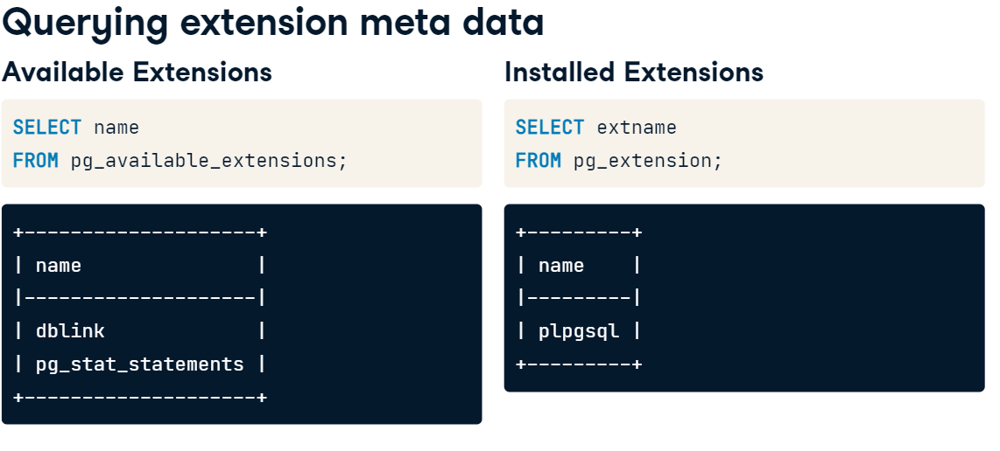 Querying extension meta data
Available Extensions
SELECT name
FROM pg_available_extensions;
+--------------------+
| name               |
|--------------------|
| dblink             |
| pg_stat_statements |
+--------------------+
Installed Extensions
SELECT extname
FROM pg_extension;
+---------+
| name    |
|---------|
| plpgsql |
+---------+